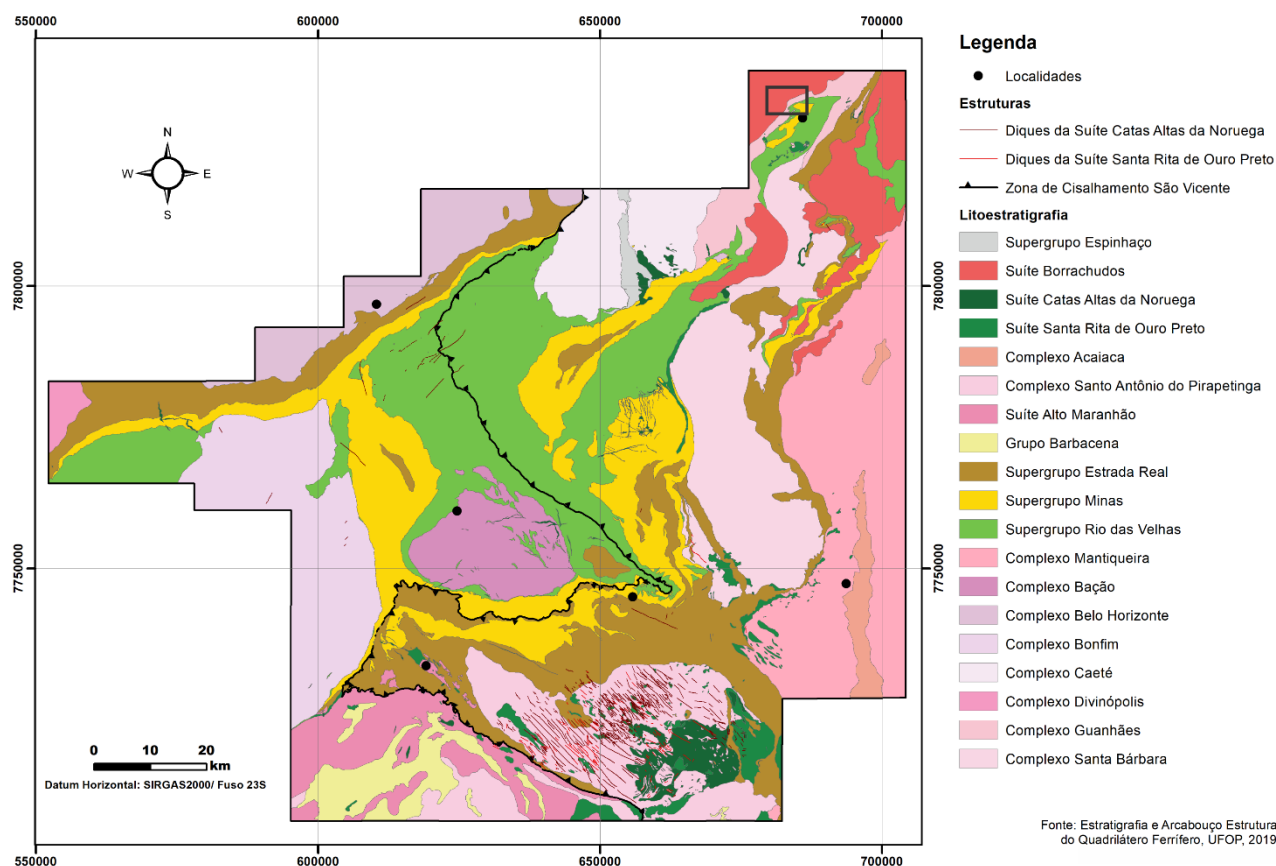 550000 600000 650000 700000
N
W E
S
7800000 7800000
7750000 7750000
0 10 20
km
Datum Horizontal: SIRGAS2000/ Fuso 23S
550000 600000 650000 700000
Legenda
Localidades
Estruturas
Diques da Suíte Catas Altas da Noruega
Diques da Suíte Santa Rita de Ouro Preto
Zona de Cisalhamento São Vicente
Litoestratigrafia
Supergrupo Espinhaço
Suíte Borrachudos
Suíte Catas Altas da Noruega
Suíte Santa Rita de Ouro Preto
Complexo Acaiaca
Complexo Santo Antônio do Pirapetinga
Suíte Alto Maranhão
Grupo Barbacena
Supergrupo Estrada Real
Supergrupo Minas
Supergrupo Rio das Velhas
Complexo Mantiqueira
Complexo Bação
Complexo Belo Horizonte
Complexo Bonfim
Complexo Caeté
Complexo Divinópolis
Complexo Guanhães
Complexo Santa Bárbara
Fonte: Estratigrafia e Arcabouço Estrutura
do Quadrilátero Ferrífero, UFOP, 2019